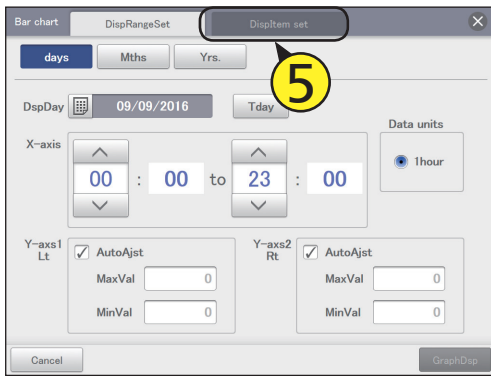 Bar chart DispRangeSet DispItem set
5
days Mths Yrs.
DspDay 09/09/2016 Tday
Data units
X-axis
00 : 00 to 23 : 00
1hour
Y-axs1 Lt AutoAjst
MaxVal 0
MinVal 0
Y-axs2 Rt AutoAjst
MaxVal 0
MinVal 0
Cancel GraphDsp